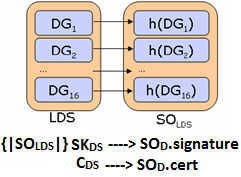 DG1 h(DG1)
DG2 h(DG2)
... ...
DG16 h(DG16)
LDS SOLDS
{|SOLDS|} SKDS ----> SOD.signature
CDS ----> SOD.cert